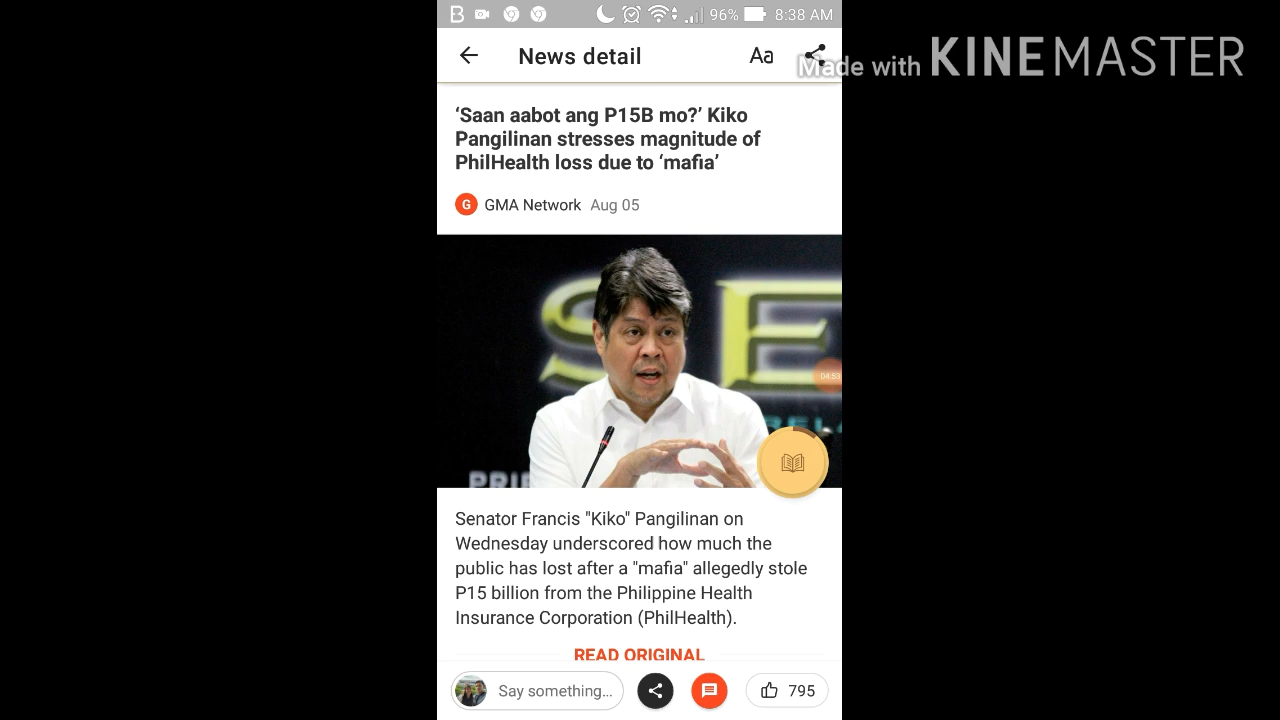 96% 8:38 AM
News detail Aa
Made with KINEMASTER
‘Saan aabot ang P15B mo?’ Kiko
Pangilinan stresses magnitude of
PhilHealth loss due to ‘mafia’
G GMA Network Aug 05
SE
04:53
Senator Francis "Kiko" Pangilinan on
Wednesday underscored how much the
public has lost after a "mafia" allegedly stole
P15 billion from the Philippine Health
Insurance Corporation (PhilHealth).
READ ORIGINAL
Say something... 795